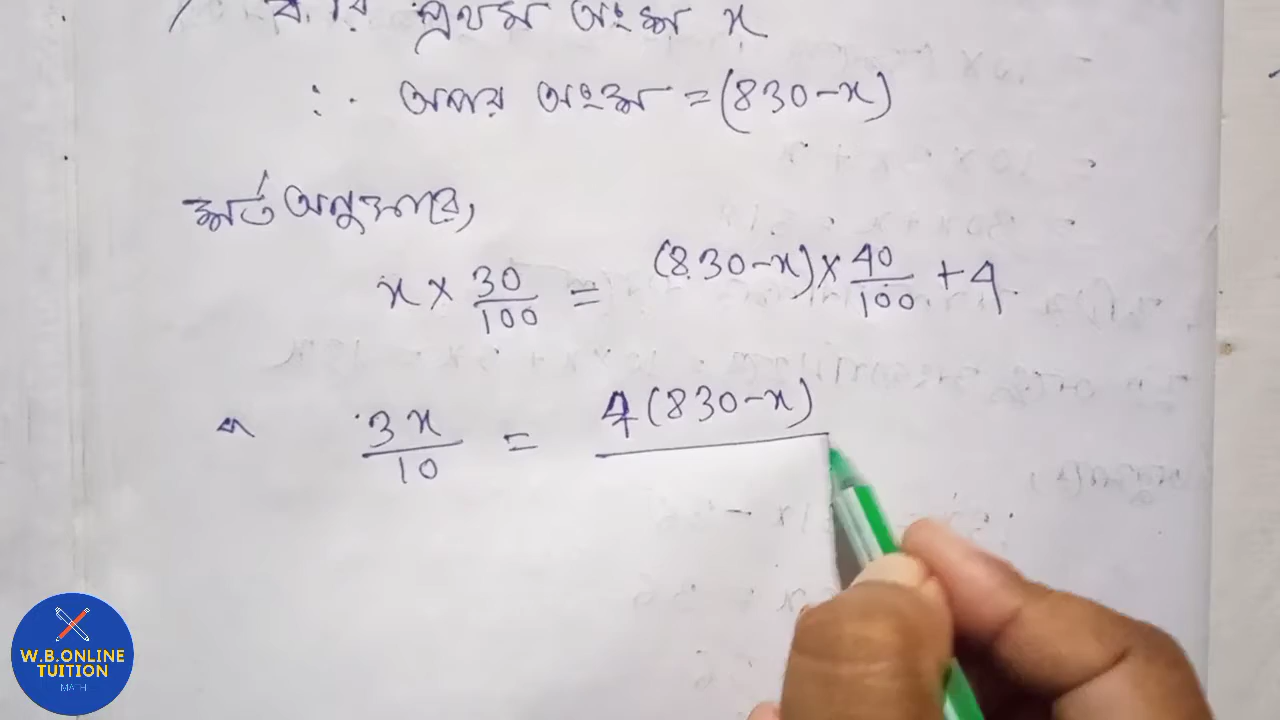 ধরি প্রথম অংশ x
∴ অপর অংশ = (830-x)
শর্ত অনুসারে,
x × 30/100 = (830-x) × 40/100 + 4
বা 3x/10 = 4(830-x)
W.B.ONLINE
TUITION
MATH